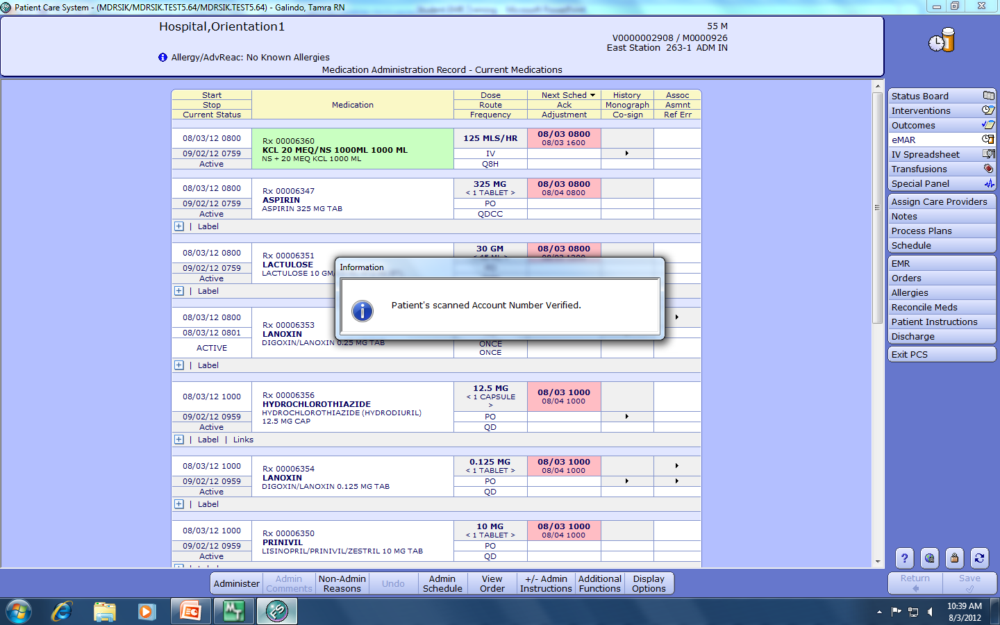 Patient Care System - (MDRSIK/MDRSIK.TEST5.64/MDRSIK.TEST5.64) - Galindo, Tamra RN
Hospital,Orientation1
55 M
V0000002908 / M0000926
East Station 263-1 ADM IN
Allergy/AdvReac: No Known Allergies
Medication Administration Record - Current Medications
Start
Stop
Current Status
Medication
Dose
Route
Frequency
Next Sched
Ack
Adjustment
History
Monograph
Co-sign
Assoc
Asmnt
Ref Err
08/03/12 0800
09/02/12 0759
Active
Rx 00006360
KCL 20 MEQ/NS 1000ML 1000 ML
NS + 20 MEQ KCL 1000 ML
125 MLS/HR
IV
Q8H
08/03 0800
08/03 1600
08/03/12 0800
09/02/12 0759
Active
Rx 00006347
ASPIRIN
ASPIRIN 325 MG TAB
325 MG
< 1 TABLET >
PO
QDCC
08/03 0800
08/04 0800
+ | Label
08/03/12 0800
09/02/12 0759
Active
Rx 00006351
LACTULOSE
LACTULOSE 10 GM/
30 GM
08/03 0800
+ | Label
Information
Patient's scanned Account Number Verified.
08/03/12 0800
08/03/12 0801
ACTIVE
Rx 00006353
LANOXIN
DIGOXIN/LANOXIN 0.25 MG TAB
ONCE
ONCE
+ | Label
08/03/12 1000
09/02/12 0959
Active
Rx 00006356
HYDROCHLOROTHIAZIDE
HYDROCHLOROTHIAZIDE (HYDRODIURIL)
12.5 MG CAP
12.5 MG
< 1 CAPSULE
>
PO
QD
08/03 1000
08/04 1000
+ | Label | Links
08/03/12 1000
09/02/12 0959
Active
Rx 00006354
LANOXIN
DIGOXIN/LANOXIN 0.125 MG TAB
0.125 MG
< 1 TABLET >
PO
QD
08/03 1000
08/04 1000
+ | Label
08/03/12 1000
09/02/12 0959
Active
Rx 00006350
PRINIVIL
LISINOPRIL/PRINIVIL/ZESTRIL 10 MG TAB
10 MG
< 1 TABLET >
PO
QD
08/03 1000
08/04 1000
Status Board
Interventions
Outcomes
eMAR
IV Spreadsheet
Transfusions
Special Panel
Assign Care Providers
Notes
Process Plans
Schedule
EMR
Orders
Allergies
Reconcile Meds
Patient Instructions
Discharge
Exit PCS
?
Return
Save
Administer
Admin Comments
Non-Admin Reasons
Undo
Admin Schedule
View Order
+/- Admin Instructions
Additional Functions
Display Options
10:39 AM
8/3/2012